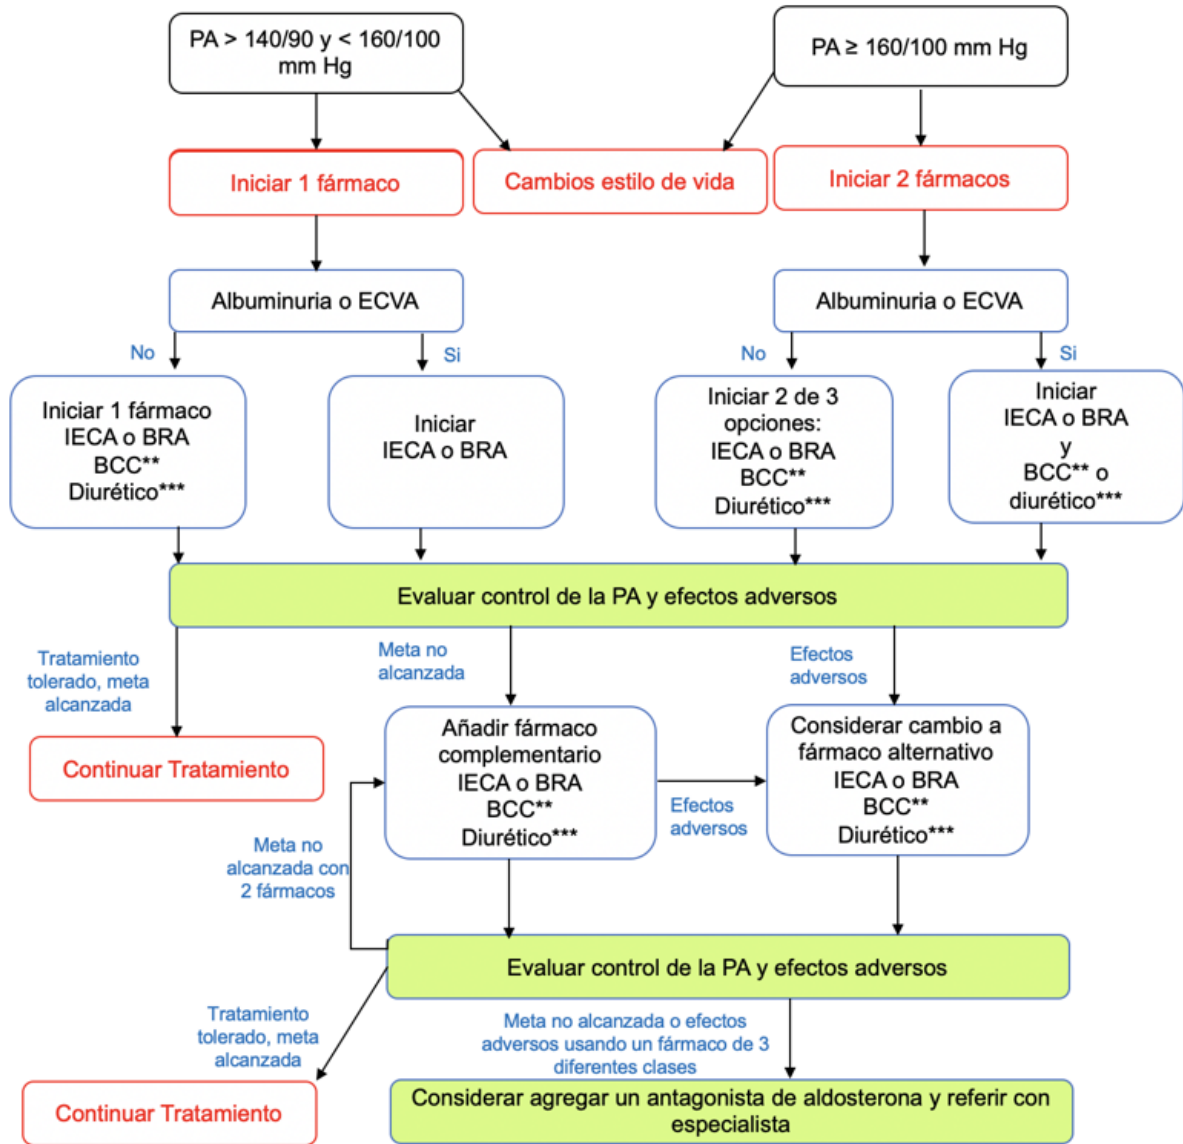 PA > 140/90 y < 160/100
mm Hg
PA ≥ 160/100 mm Hg
Iniciar 1 fármaco
Cambios estilo de vida
Iniciar 2 fármacos
Albuminuria o ECVA
Albuminuria o ECVA
No
Si
No
Si
Iniciar 1 fármaco
IECA o BRA
BCC**
Diurético***
Iniciar
IECA o BRA
Iniciar 2 de 3
opciones:
IECA o BRA
BCC**
Diurético***
Iniciar
IECA o BRA
y
BCC** o
diurético***
Evaluar control de la PA y efectos adversos
Tratamiento
tolerado, meta
alcanzada
Meta no
alcanzada
Efectos
adversos
Continuar Tratamiento
Añadir fármaco
complementario
IECA o BRA
BCC**
Diurético***
Efectos
adversos
Considerar cambio a
fármaco alternativo
IECA o BRA
BCC**
Diurético***
Meta no
alcanzada con
2 fármacos
Evaluar control de la PA y efectos adversos
Tratamiento
tolerado, meta
alcanzada
Meta no alcanzada o efectos
adversos usando un fármaco de 3
diferentes clases
Continuar Tratamiento
Considerar agregar un antagonista de aldosterona y referir con
especialista